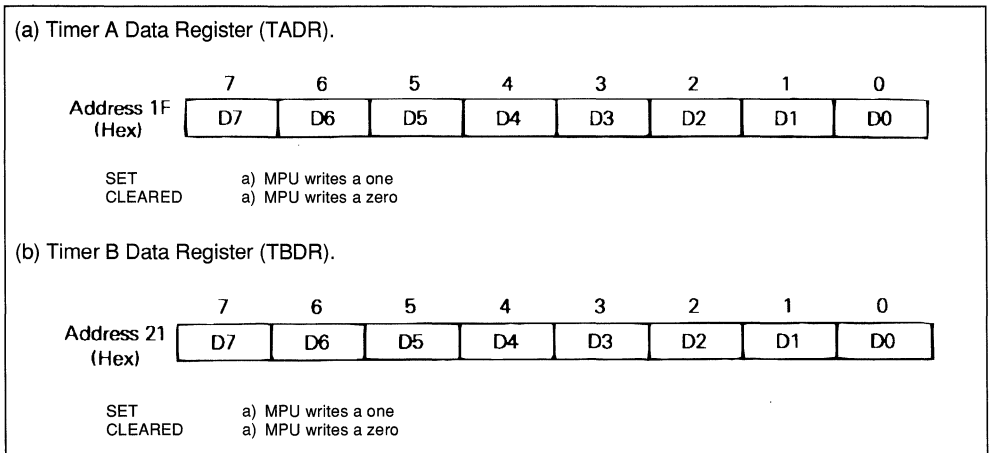 (a) Timer A Data Register (TADR).
7 6 5 4 3 2 1 0
Address 1F
(Hex)
D7 D6 D5 D4 D3 D2 D1 D0
SET a) MPU writes a one
CLEARED a) MPU writes a zero
(b) Timer B Data Register (TBDR).
7 6 5 4 3 2 1 0
Address 21
(Hex)
D7 D6 D5 D4 D3 D2 D1 D0
SET a) MPU writes a one
CLEARED a) MPU writes a zero